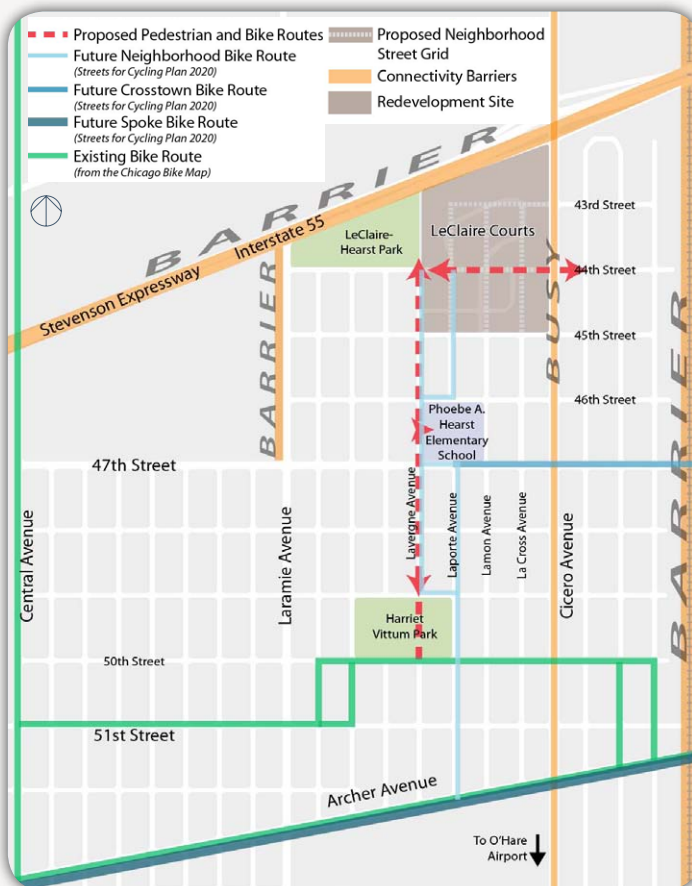 Proposed Pedestrian and Bike Routes
Future Neighborhood Bike Route
(Streets for Cycling Plan 2020)
Future Crosstown Bike Route
(Streets for Cycling Plan 2020)
Future Spoke Bike Route
(Streets for Cycling Plan 2020)
Existing Bike Route
(from the Chicago Bike Map)
Proposed Neighborhood
Street Grid
Connectivity Barriers
Redevelopment Site
BARRIER
Stevenson Expressway
Interstate 55
LeClaire-
Hearst Park
LeClaire Courts
43rd Street
44th Street
45th Street
46th Street
BARRIER
BUSY
BARRIER
Phoebe A.
Hearst
Elementary
School
47th Street
Central Avenue
Laramie Avenue
Lavergne Avenue
Laporte Avenue
Lamon Avenue
La Cross Avenue
Cicero Avenue
Harriet
Vittum Park
50th Street
51st Street
Archer Avenue
To O'Hare
Airport